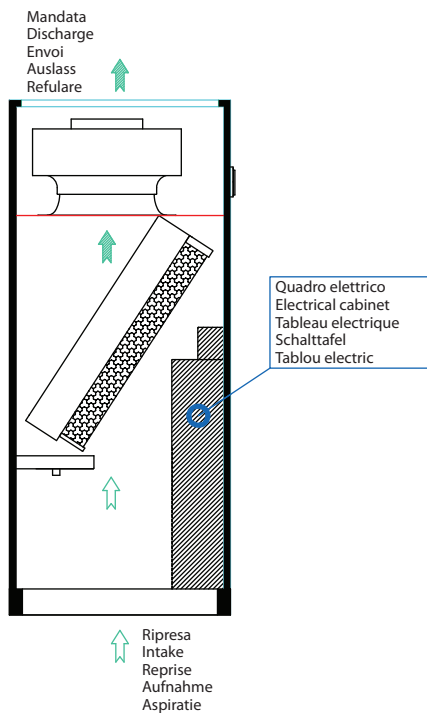 Mandata
Discharge
Envoi
Auslass
Refulare
Quadro elettrico
Electrical cabinet
Tableau electrique
Schalttafel
Tablou electric
Ripresa
Intake
Reprise
Aufnahme
Aspiratie